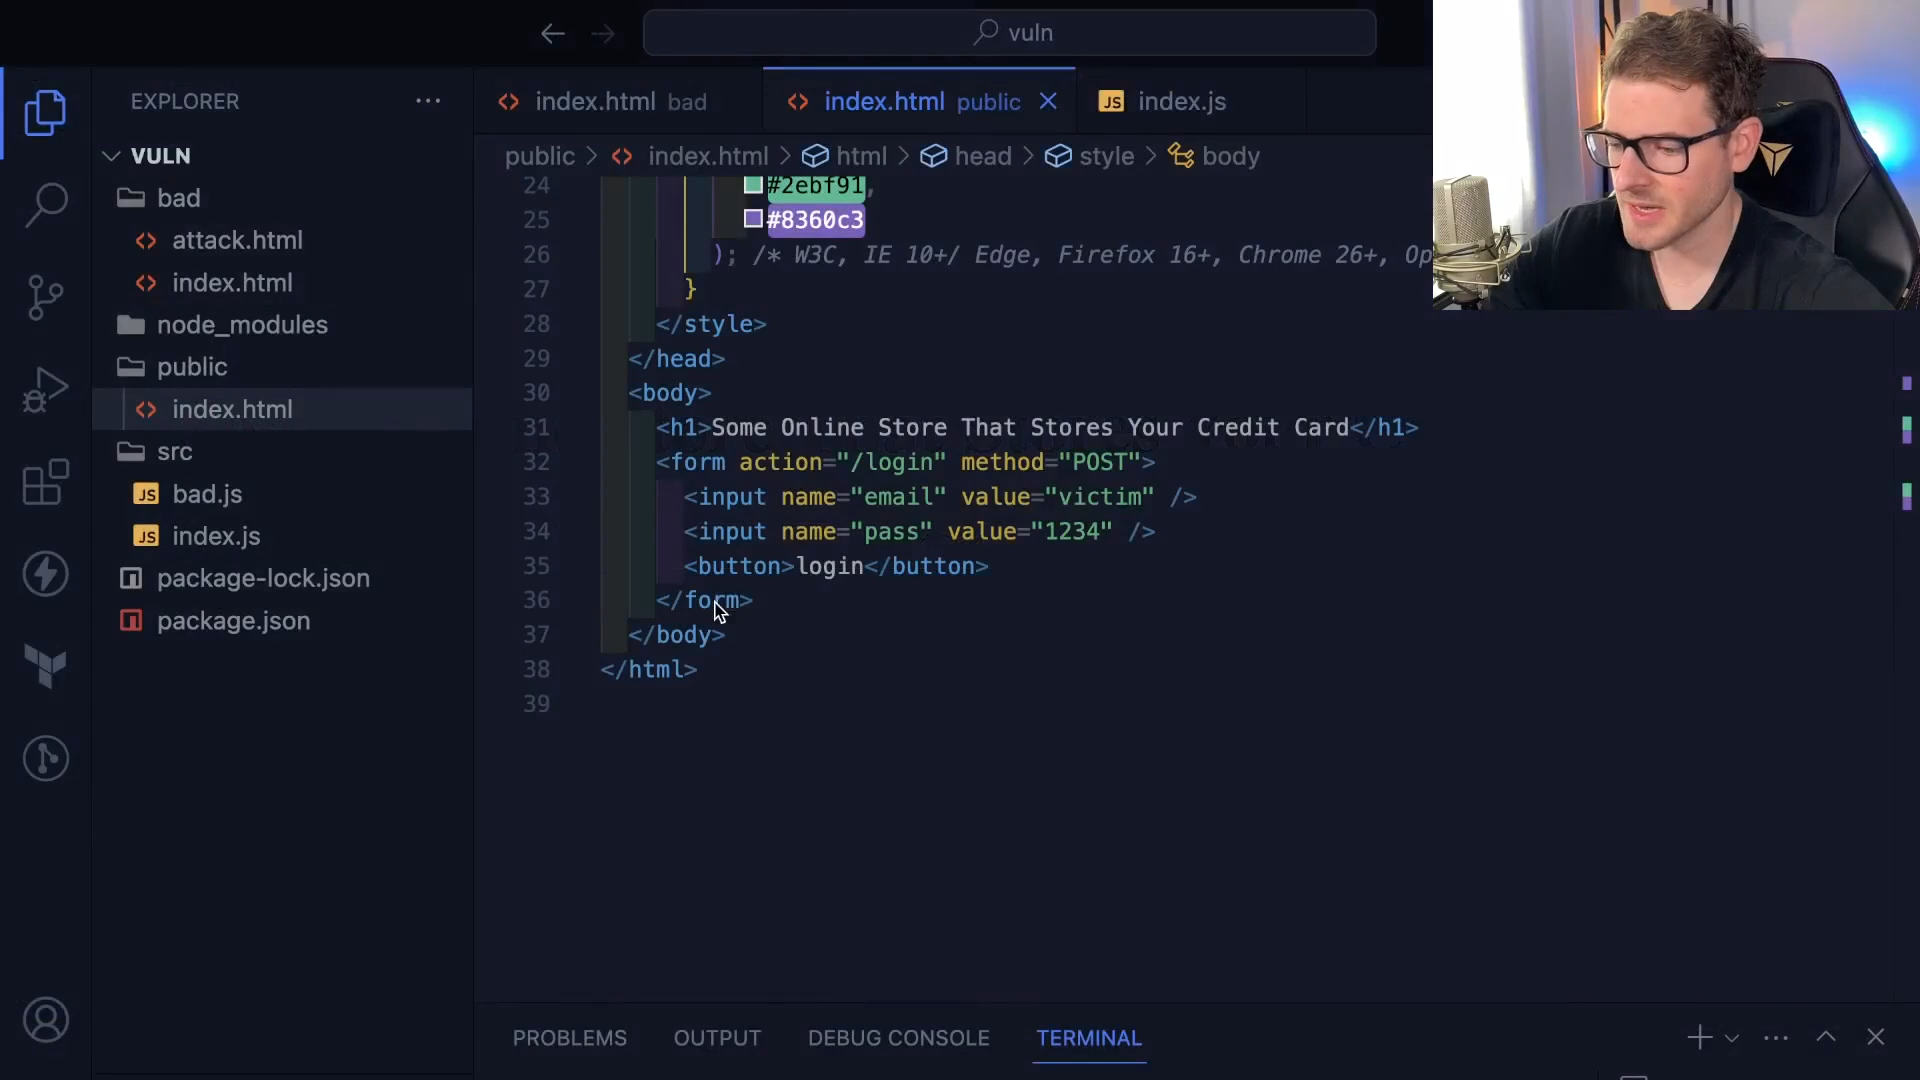 vuln
EXPLORER
index.html bad
index.html public
JS index.js
VULN
public > index.html > html > head > style > body
bad
attack.html
index.html
node_modules
public
index.html
src
JS bad.js
JS index.js
package-lock.json
package.json
24 #2ebf91,
25 #8360c3
26 ); /* W3C, IE 10+/ Edge, Firefox 16+, Chrome 26+, Op
27 }
28 </style>
29 </head>
30 <body>
31 <h1>Some Online Store That Stores Your Credit Card</h1>
32 <form action="/login" method="POST">
33 <input name="email" value="victim" />
34 <input name="pass" value="1234" />
35 <button>login</button>
36 </form>
37 </body>
38 </html>
39
PROBLEMS OUTPUT DEBUG CONSOLE TERMINAL